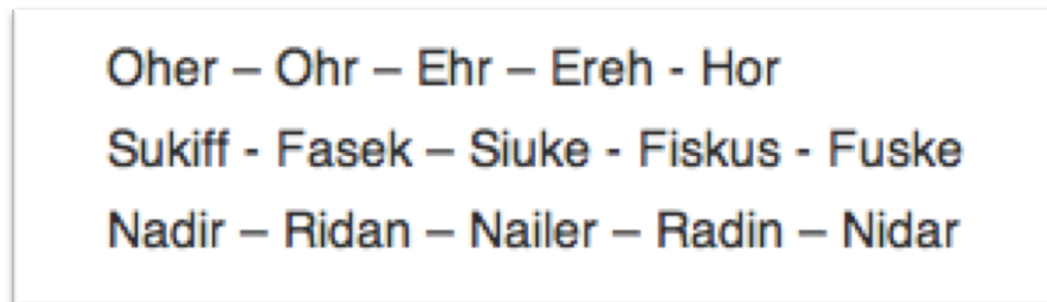 Oher – Ohr – Ehr – Ereh - Hor
Sukiff - Fasek – Siuke - Fiskus - Fuske
Nadir – Ridan – Nailer – Radin – Nidar